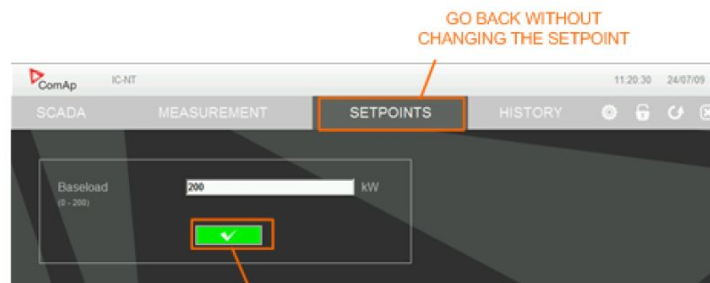 GO BACK WITHOUT
CHANGING THE SETPOINT
ComAp IC-NT 11:20:30 24/07/09
SCADA MEASUREMENT SETPOINTS HISTORY
Baseload 200 kW
(0 - 200)